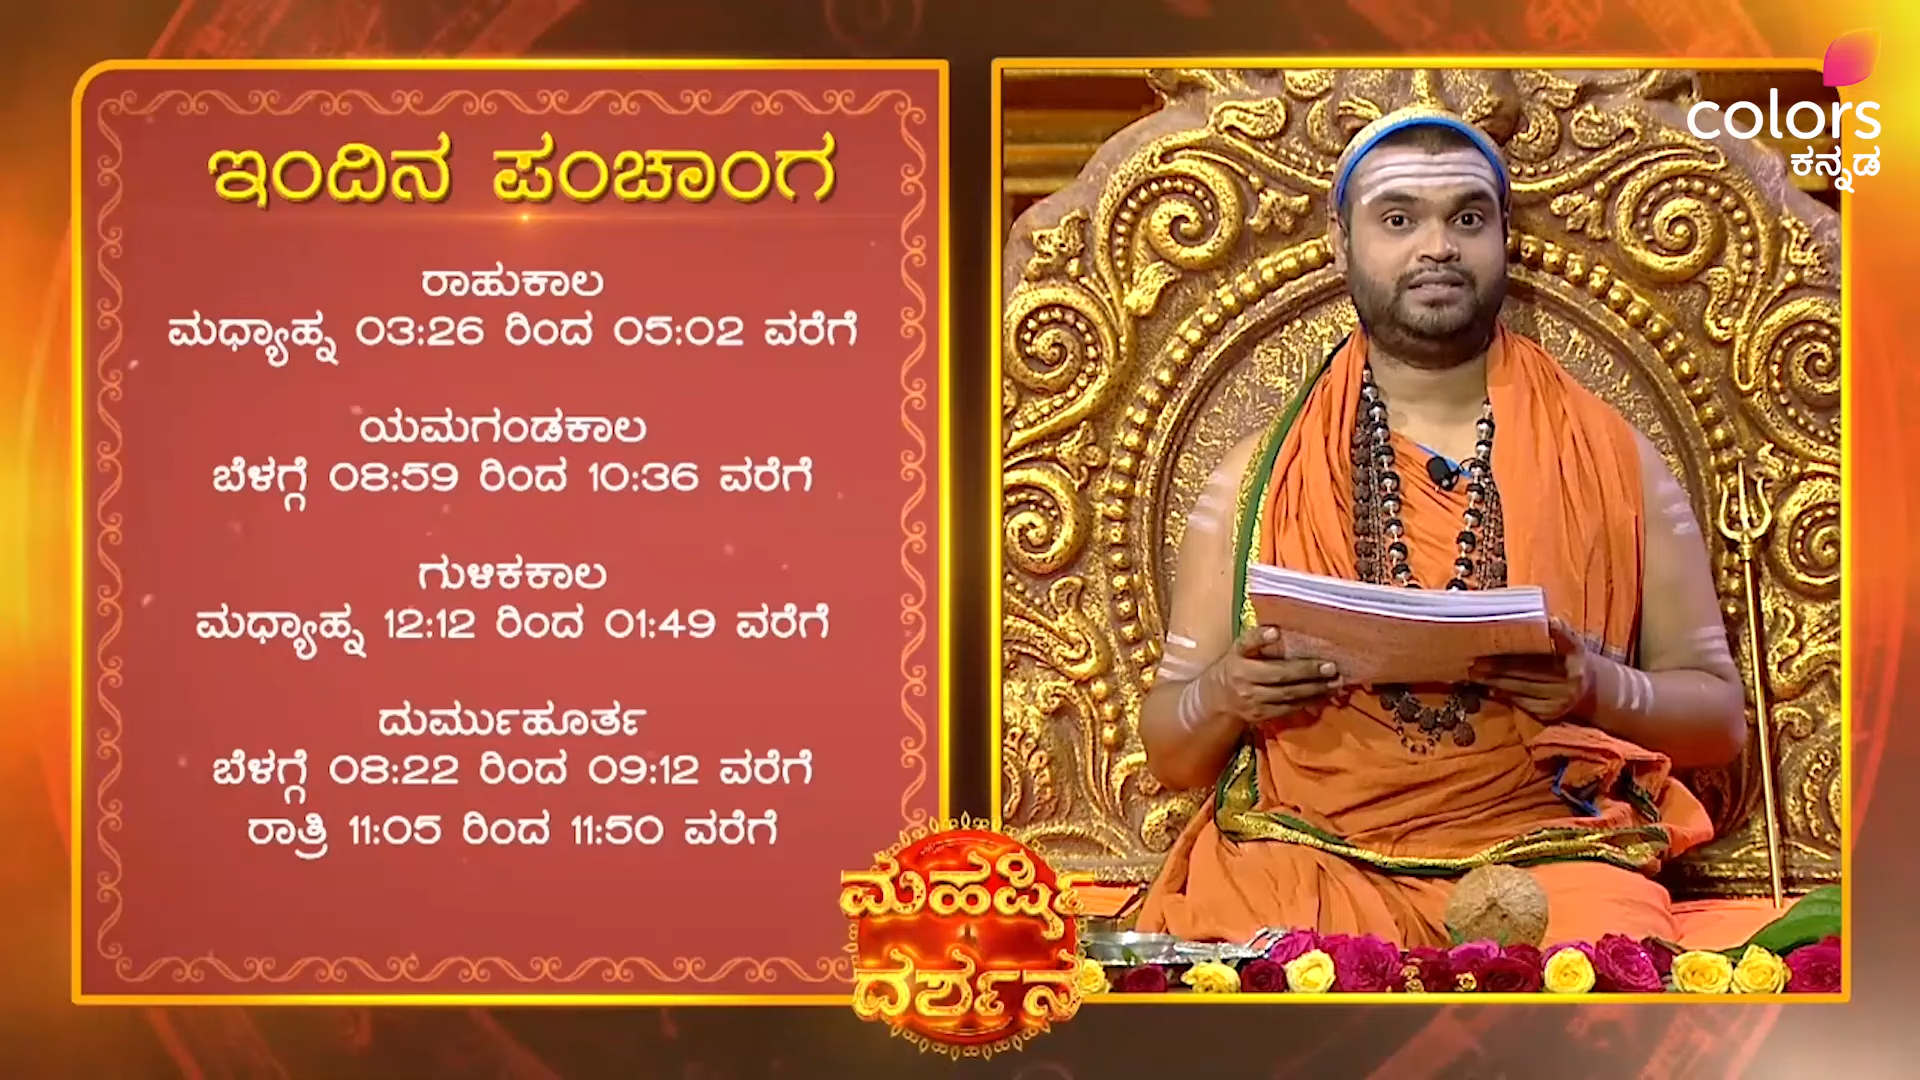 ಇಂದಿನ ಪಂಚಾಂಗ
ರಾಹುಕಾಲ
ಮಧ್ಯಾಹ್ನ 03:26 ರಿಂದ 05:02 ವರೆಗೆ
ಯಮಗಂಡಕಾಲ
ಬೆಳಗ್ಗೆ 08:59 ರಿಂದ 10:36 ವರೆಗೆ
ಗುಳಿಕಕಾಲ
ಮಧ್ಯಾಹ್ನ 12:12 ರಿಂದ 01:49 ವರೆಗೆ
ದುರ್ಮುಹೂರ್ತ
ಬೆಳಗ್ಗೆ 08:22 ರಿಂದ 09:12 ವರೆಗೆ
ರಾತ್ರಿ 11:05 ರಿಂದ 11:50 ವರೆಗೆ
ಮಹರ್ಷಿ
ದರ್ಶನ
colors
ಕನ್ನಡ